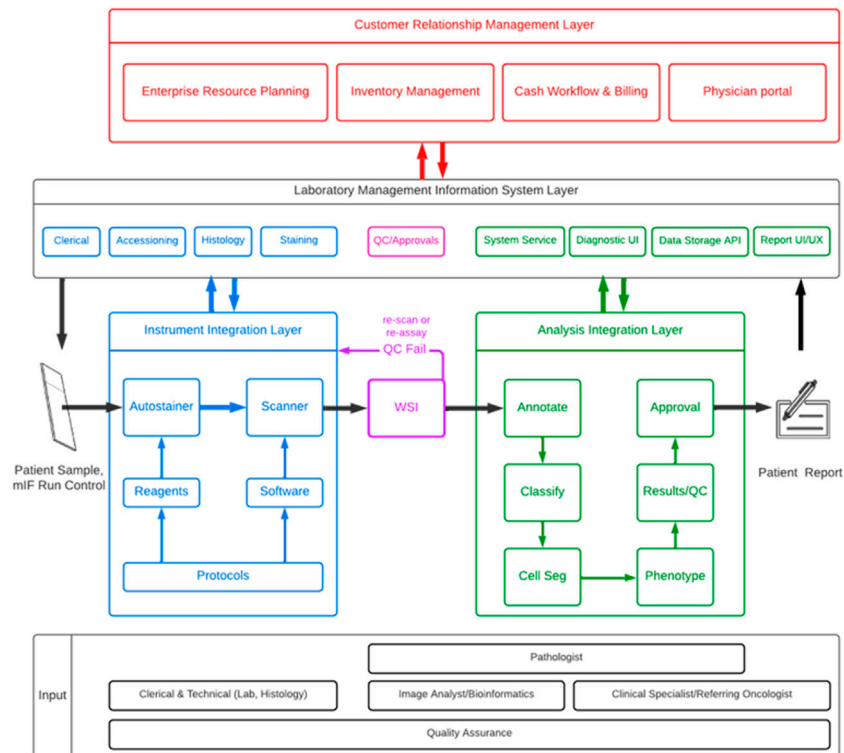 Customer Relationship Management Layer
Enterprise Resource Planning
Inventory Management
Cash Workflow & Billing
Physician portal
Laboratory Management Information System Layer
Clerical
Accessioning
Histology
Staining
QC/Approvals
System Service
Diagnostic UI
Data Storage API
Report UI/UX
Instrument Integration Layer
re-scan or
re-assay
QC Fail
Analysis Integration Layer
Autostainer
Scanner
WSI
Annotate
Approval
Patient Sample,
mIF Run Control
Patient Report
Reagents
Software
Classify
Results/QC
Protocols
Cell Seg
Phenotype
Input
Pathologist
Clerical & Technical (Lab, Histology)
Image Analyst/Bioinformatics
Clinical Specialist/Referring Oncologist
Quality Assurance